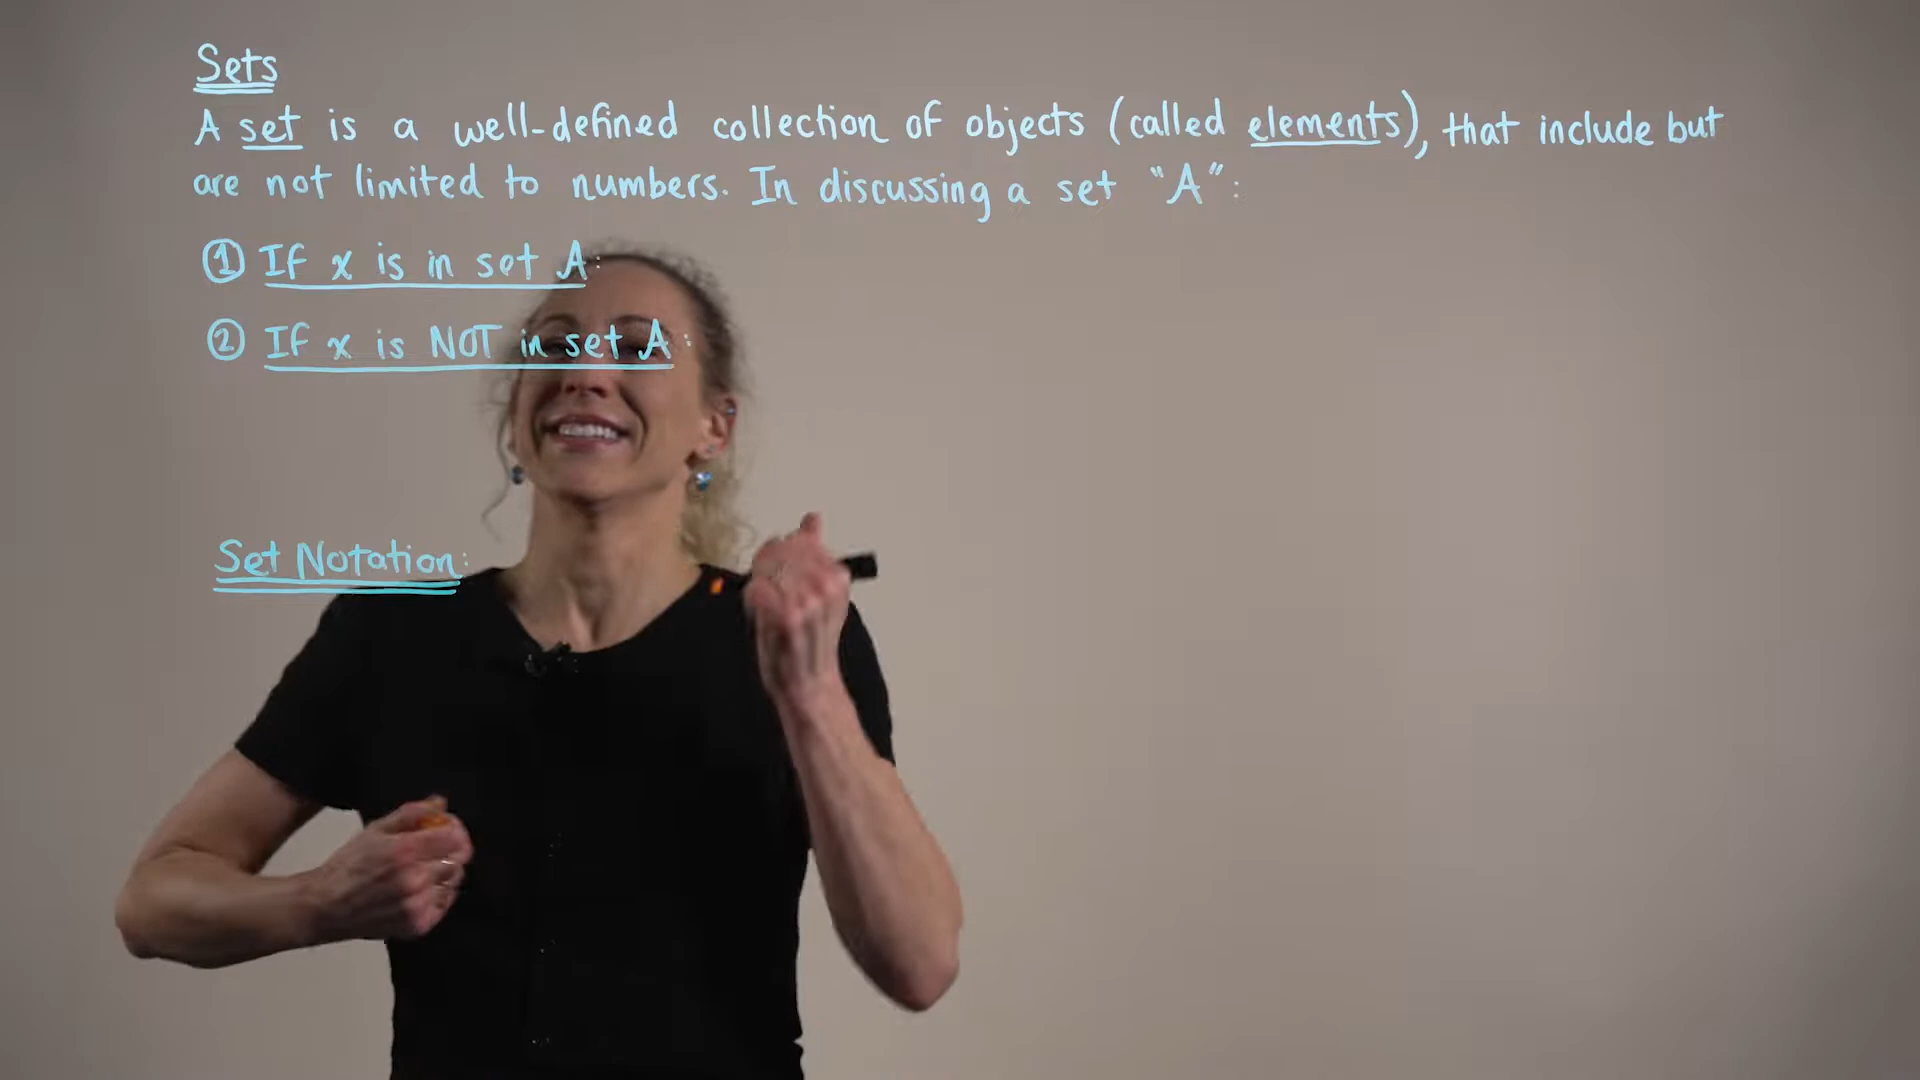 Sets
A set is a well-defined collection of objects (called elements), that include but
are not limited to numbers. In discussing a set "A":
① If x is in set A:
② If x is NOT in set A:
Set Notation: